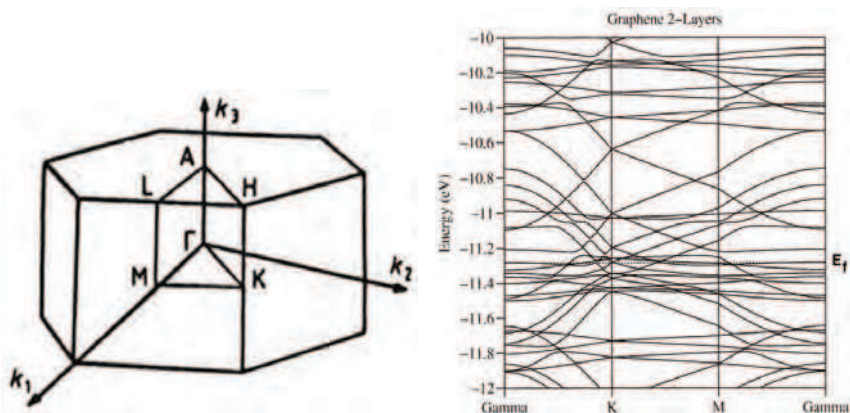 k3
A
L
H
Γ
M
K
k2
k1
Graphene 2-Layers
Energy (eV)
-10
-10.2
-10.4
-10.6
-10.8
-11
-11.2
-11.4
-11.6
-11.8
-12
Ef
Gamma K M Gamma